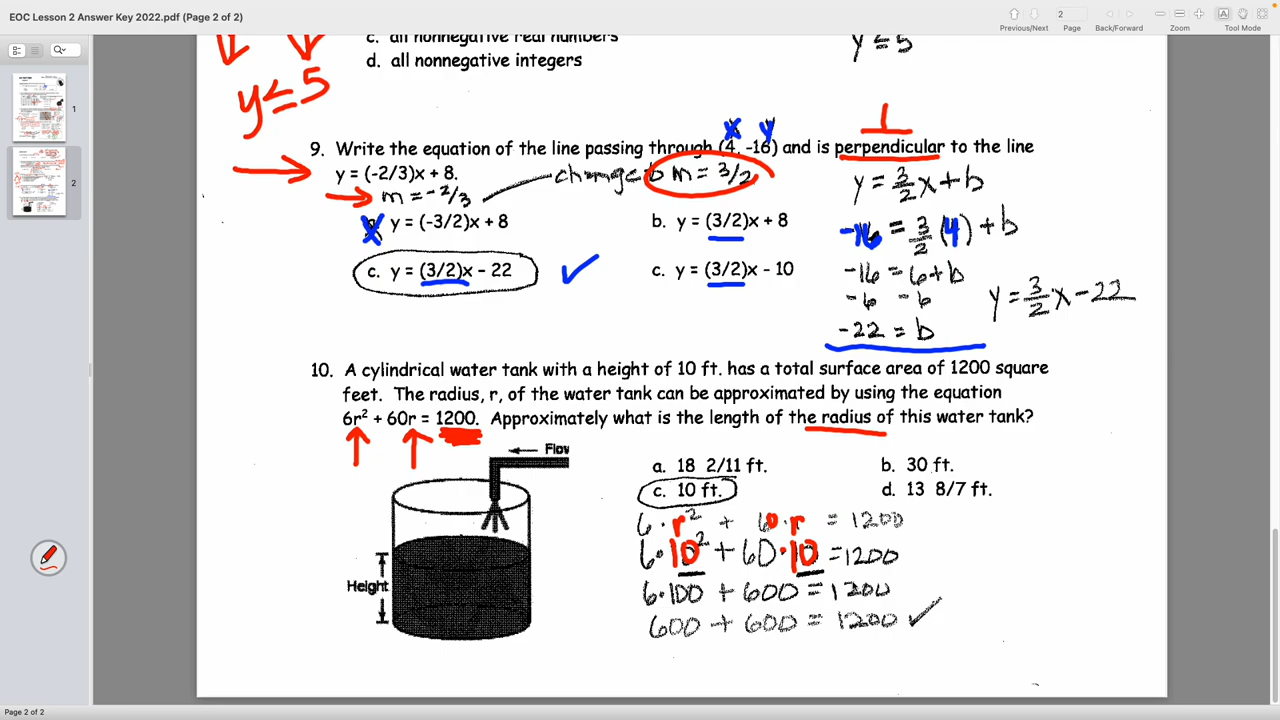 EOC Lesson 2 Answer Key 2022.pdf (Page 2 of 2)
2
Previous/Next Page Back/Forward Zoom Tool Mode
1
2
c. all nonnegative real numbers
d. all nonnegative integers
y ≤ 5
y ≤ 5
9. Write the equation of the line passing through (4, -16) and is perpendicular to the line
y = (-2/3)x + 8.
x y
m = -2/3
change to m = 3/2
y = (-3/2)x + 8
b. y = (3/2)x + 8
c. y = (3/2)x - 22
c. y = (3/2)x - 10
y = 3/2 x + b
-16 = 3/2 (4) + b
-16 = 6 + b
-6 -6
-22 = b
y = 3/2 x - 22
10. A cylindrical water tank with a height of 10 ft. has a total surface area of 1200 square
feet. The radius, r, of the water tank can be approximated by using the equation
6r² + 60r = 1200. Approximately what is the length of the radius of this water tank?
Flow
Height
a. 18 2/11 ft.
b. 30 ft.
c. 10 ft.
d. 13 8/7 ft.
6 · r² + 60 · r = 1200
6 · 10² + 60 · 10 = 1200
6 · 100 + 600 = 1200
600 + 600 = 1200 ✓
Page 2 of 2